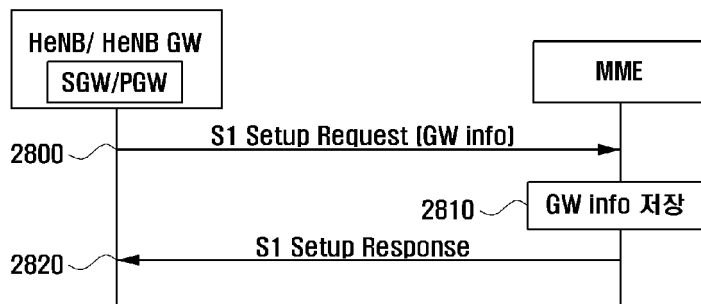 HeNB/ HeNB GW
SGW/PGW
MME
S1 Setup Request (GW info)
2800
2810
GW info 저장
S1 Setup Response
2820